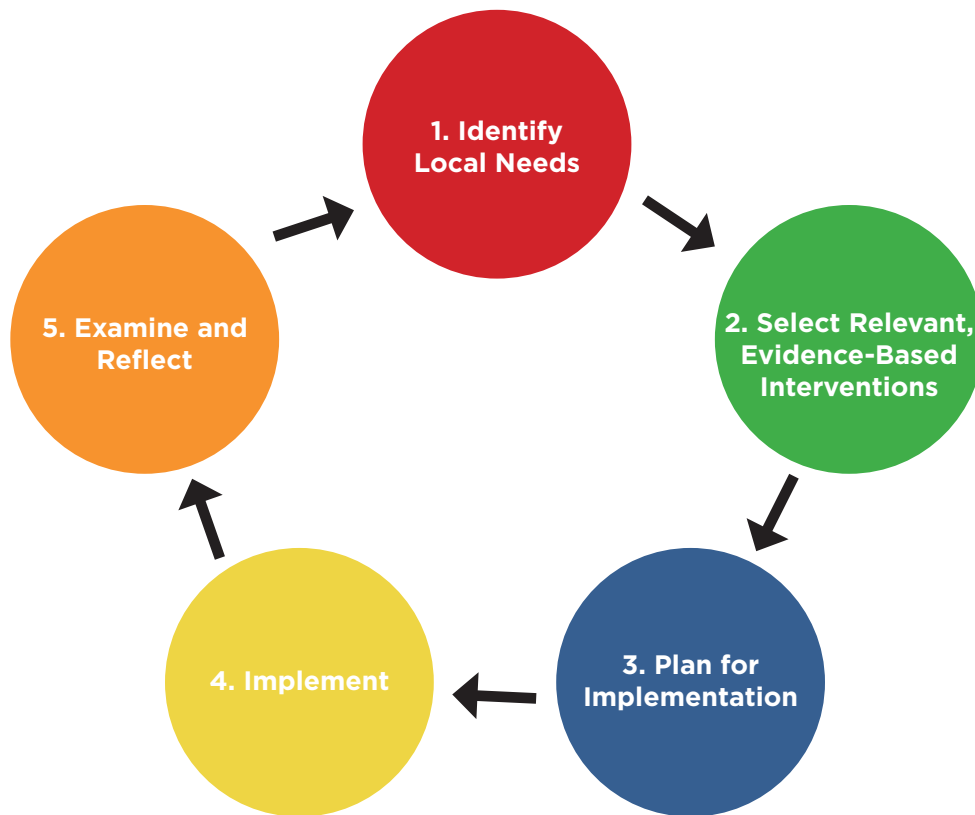 1. Identify
Local Needs
2. Select Relevant,
Evidence-Based
Interventions
3. Plan for
Implementation
4. Implement
5. Examine and
Reflect